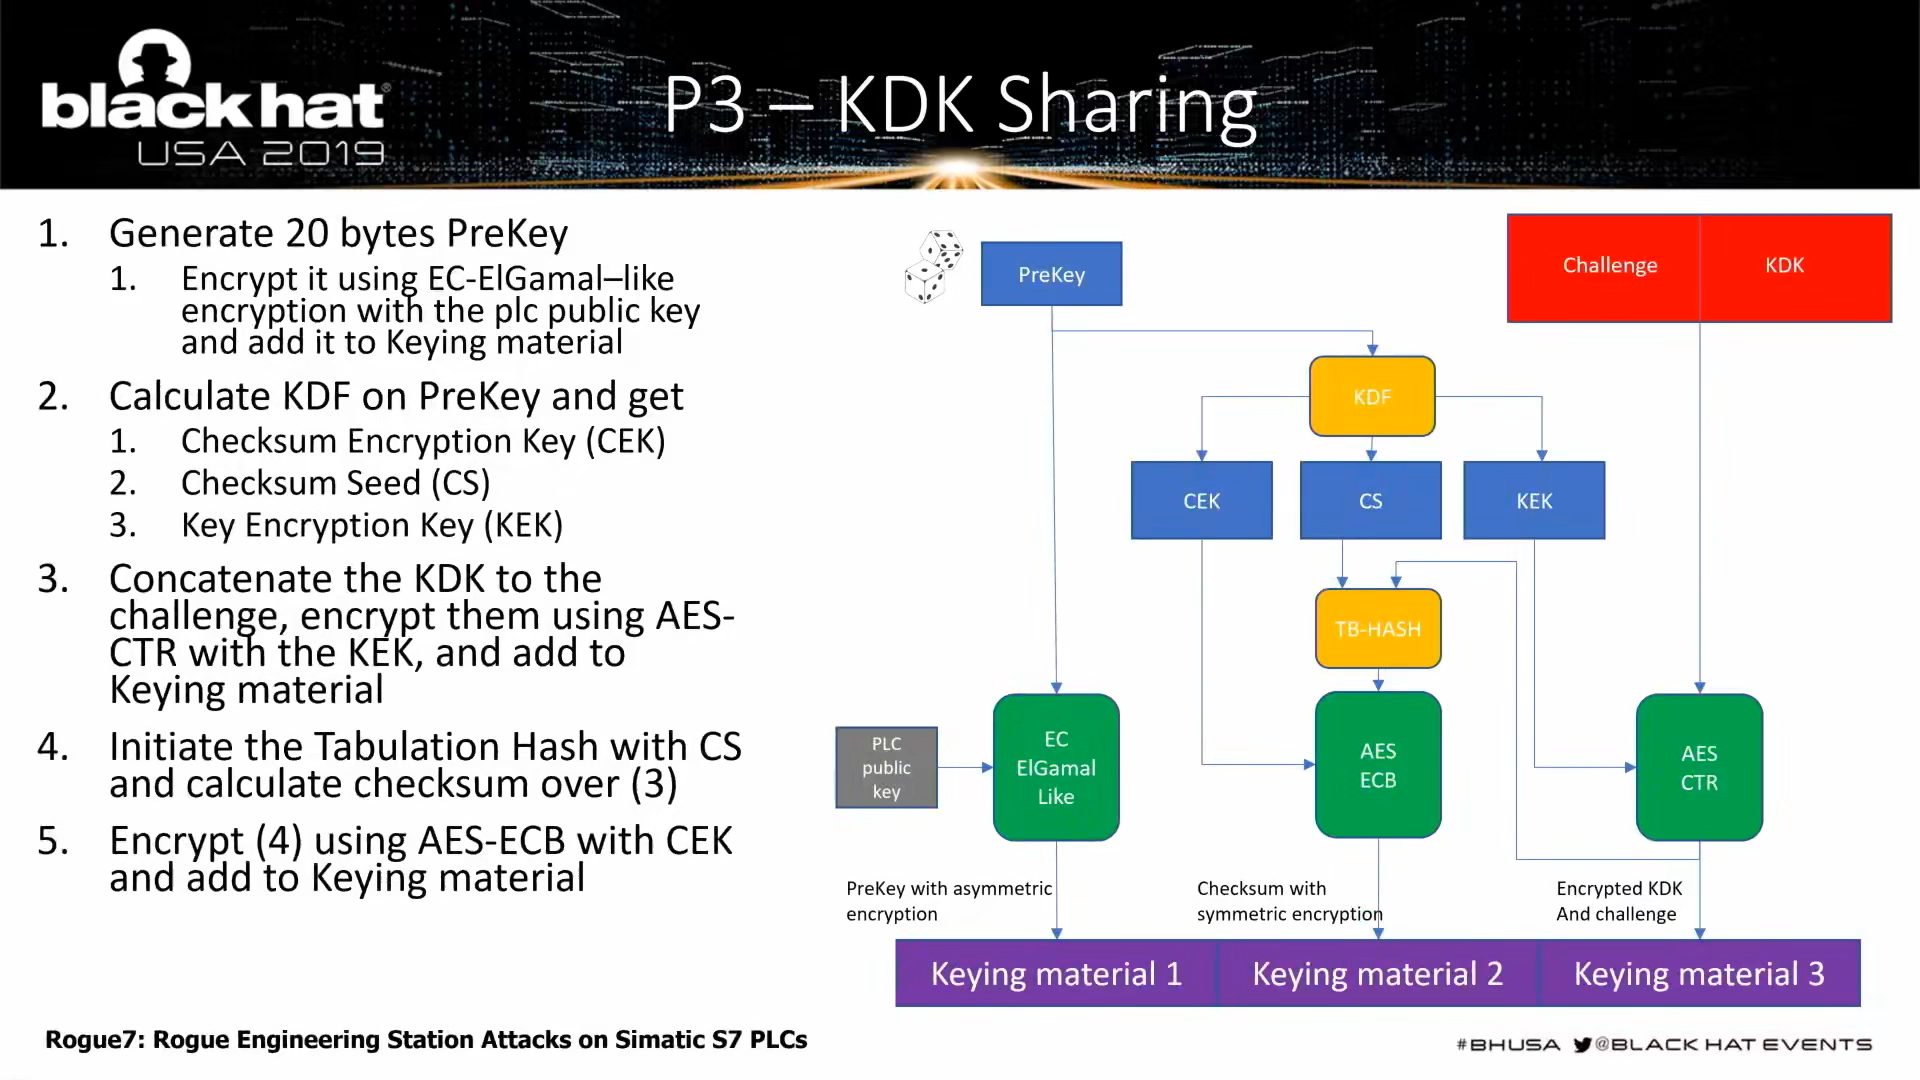 black hat®
USA 2019
P3 – KDK Sharing
1. Generate 20 bytes PreKey
1. Encrypt it using EC-ElGamal–like
encryption with the plc public key
and add it to Keying material
2. Calculate KDF on PreKey and get
1. Checksum Encryption Key (CEK)
2. Checksum Seed (CS)
3. Key Encryption Key (KEK)
3. Concatenate the KDK to the
challenge, encrypt them using AES-
CTR with the KEK, and add to
Keying material
4. Initiate the Tabulation Hash with CS
and calculate checksum over (3)
5. Encrypt (4) using AES-ECB with CEK
and add to Keying material
PreKey
Challenge
KDK
KDF
CEK
CS
KEK
TB-HASH
PLC
public
key
EC
ElGamal
Like
AES
ECB
AES
CTR
PreKey with asymmetric
encryption
Checksum with
symmetric encryption
Encrypted KDK
And challenge
Keying material 1
Keying material 2
Keying material 3
Rogue7: Rogue Engineering Station Attacks on Simatic S7 PLCs
#BHUSA @BLACK HAT EVENTS